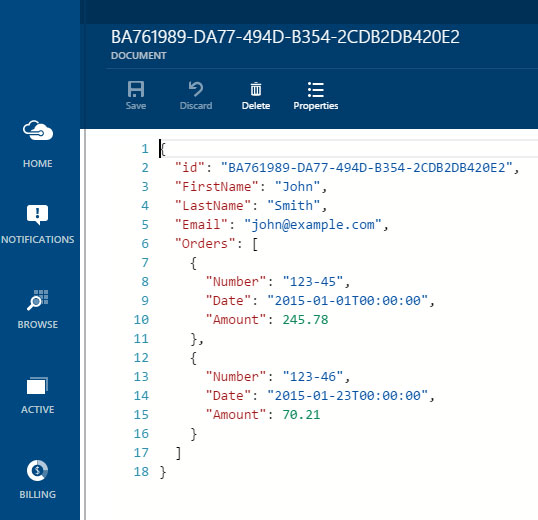 BA761989-DA77-494D-B354-2CDB2DB420E2
DOCUMENT
Save Discard Delete Properties
HOME
NOTIFICATIONS
BROWSE
ACTIVE
BILLING
1 {
2 "id": "BA761989-DA77-494D-B354-2CDB2DB420E2",
3 "FirstName": "John",
4 "LastName": "Smith",
5 "Email": "john@example.com",
6 "Orders": [
7 {
8 "Number": "123-45",
9 "Date": "2015-01-01T00:00:00",
10 "Amount": 245.78
11 },
12 {
13 "Number": "123-46",
14 "Date": "2015-01-23T00:00:00",
15 "Amount": 70.21
16 }
17 ]
18 }